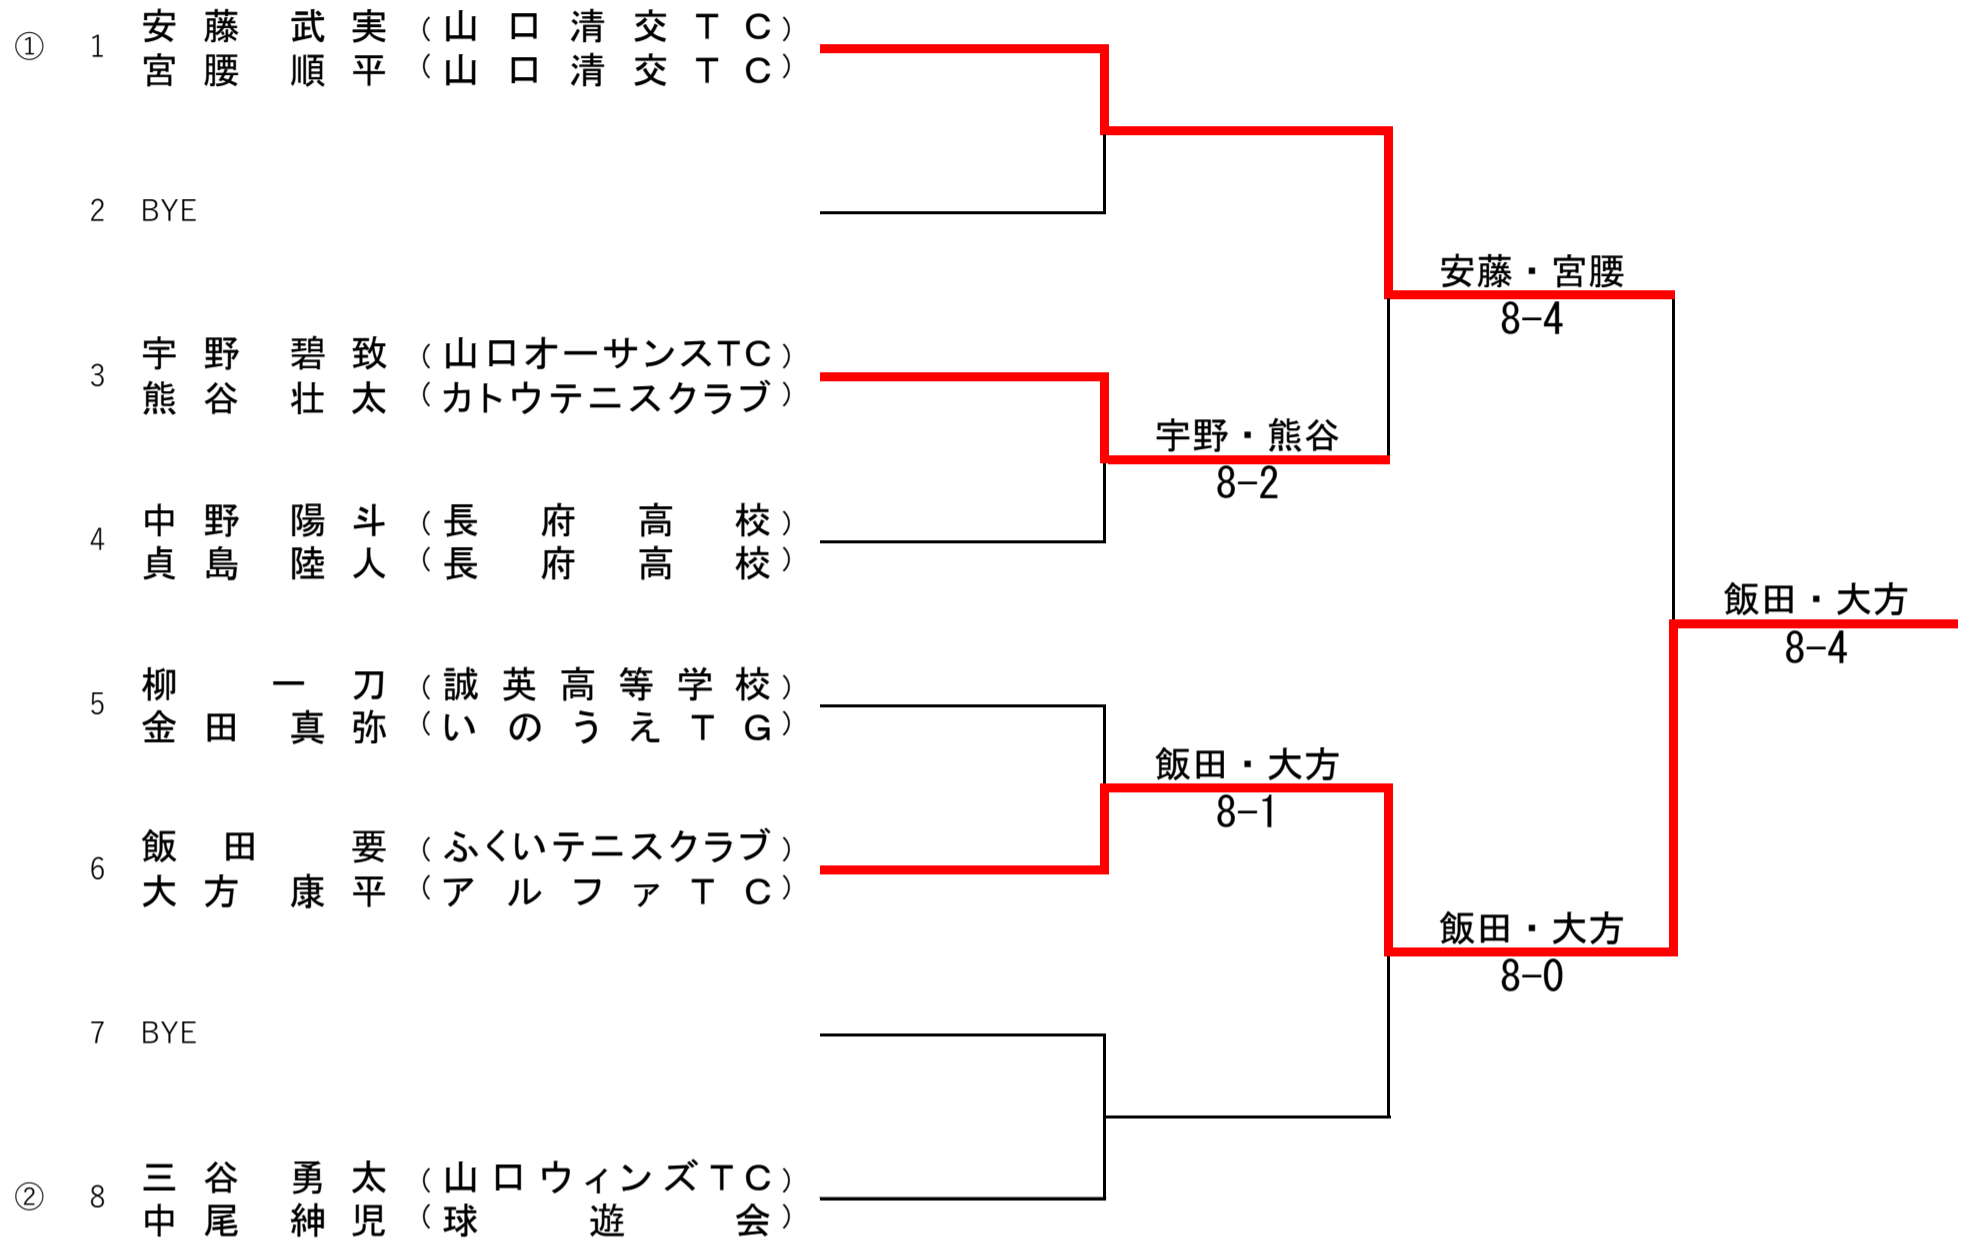 ① 1 安藤 武実 (山口清交TC)
宮腰 順平 (山口清交TC)
2 BYE
安藤・宮腰
8-4
3 宇野 碧致 (山口オーサンスTC)
熊谷 壮太 (カトウテニスクラブ)
宇野・熊谷
8-2
4 中野 陽斗 (長府高校)
貞島 陸人 (長府高校)
飯田・大方
8-4
5 柳 一刀 (誠英高等学校)
金田 真弥 (いのうえTG)
飯田・大方
8-1
6 飯田 要 (ふくいテニスクラブ)
大方 康平 (アルファTC)
飯田・大方
8-0
7 BYE
② 8 三谷 勇太 (山口ウィンズTC)
中尾 紳児 (球遊会)